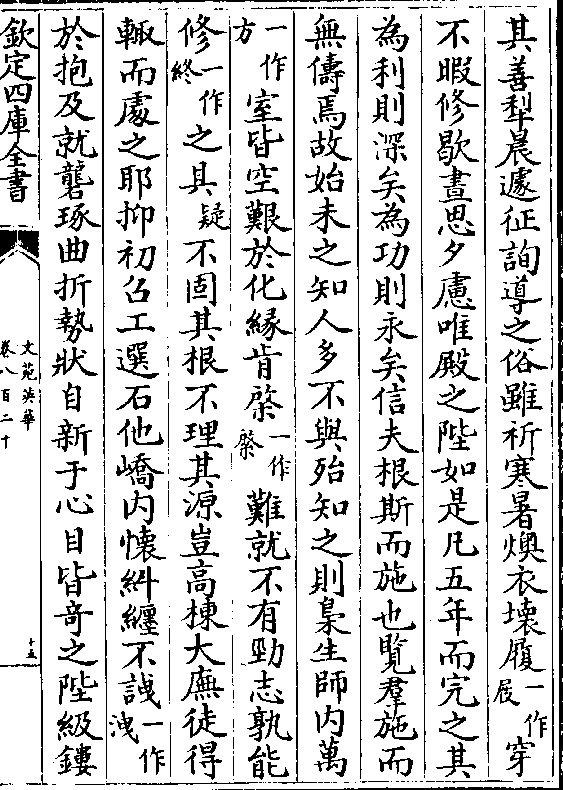 其善犁晨遽征詢導之俗雖祈寒暑燠衣壞履一作屐穿
不暇修歇晝思夕慮唯殿之陛如是凡五年而完之其
為利則深矣為功則永矣信夫根斯而施也覽羣施而
無儔焉故始未之知人多不與殆知之則臬生師内萬
一作方室皆空艱於化緣肯棨一作綮難就不有勁志孰能
修一作終之具疑不固其根不理其源豈高棟大廡徒得
輙而處之耶抑初召工選石他嶠内懷糾纒不詵一作洩
於抱及就礱琢曲折勢狀自新于心目皆竒之陛級鏤
欽定四庫全書
文苑英華
卷八百二十
十五